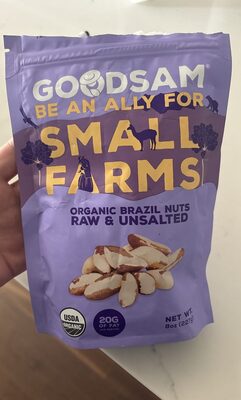 GOODSAM
BE AN ALLY FOR
SMALL
FARMS
ORGANIC BRAZIL NUTS
RAW & UNSALTED
USDA
ORGANIC
20G
OF FAT
NET WT.
8oz (227g)